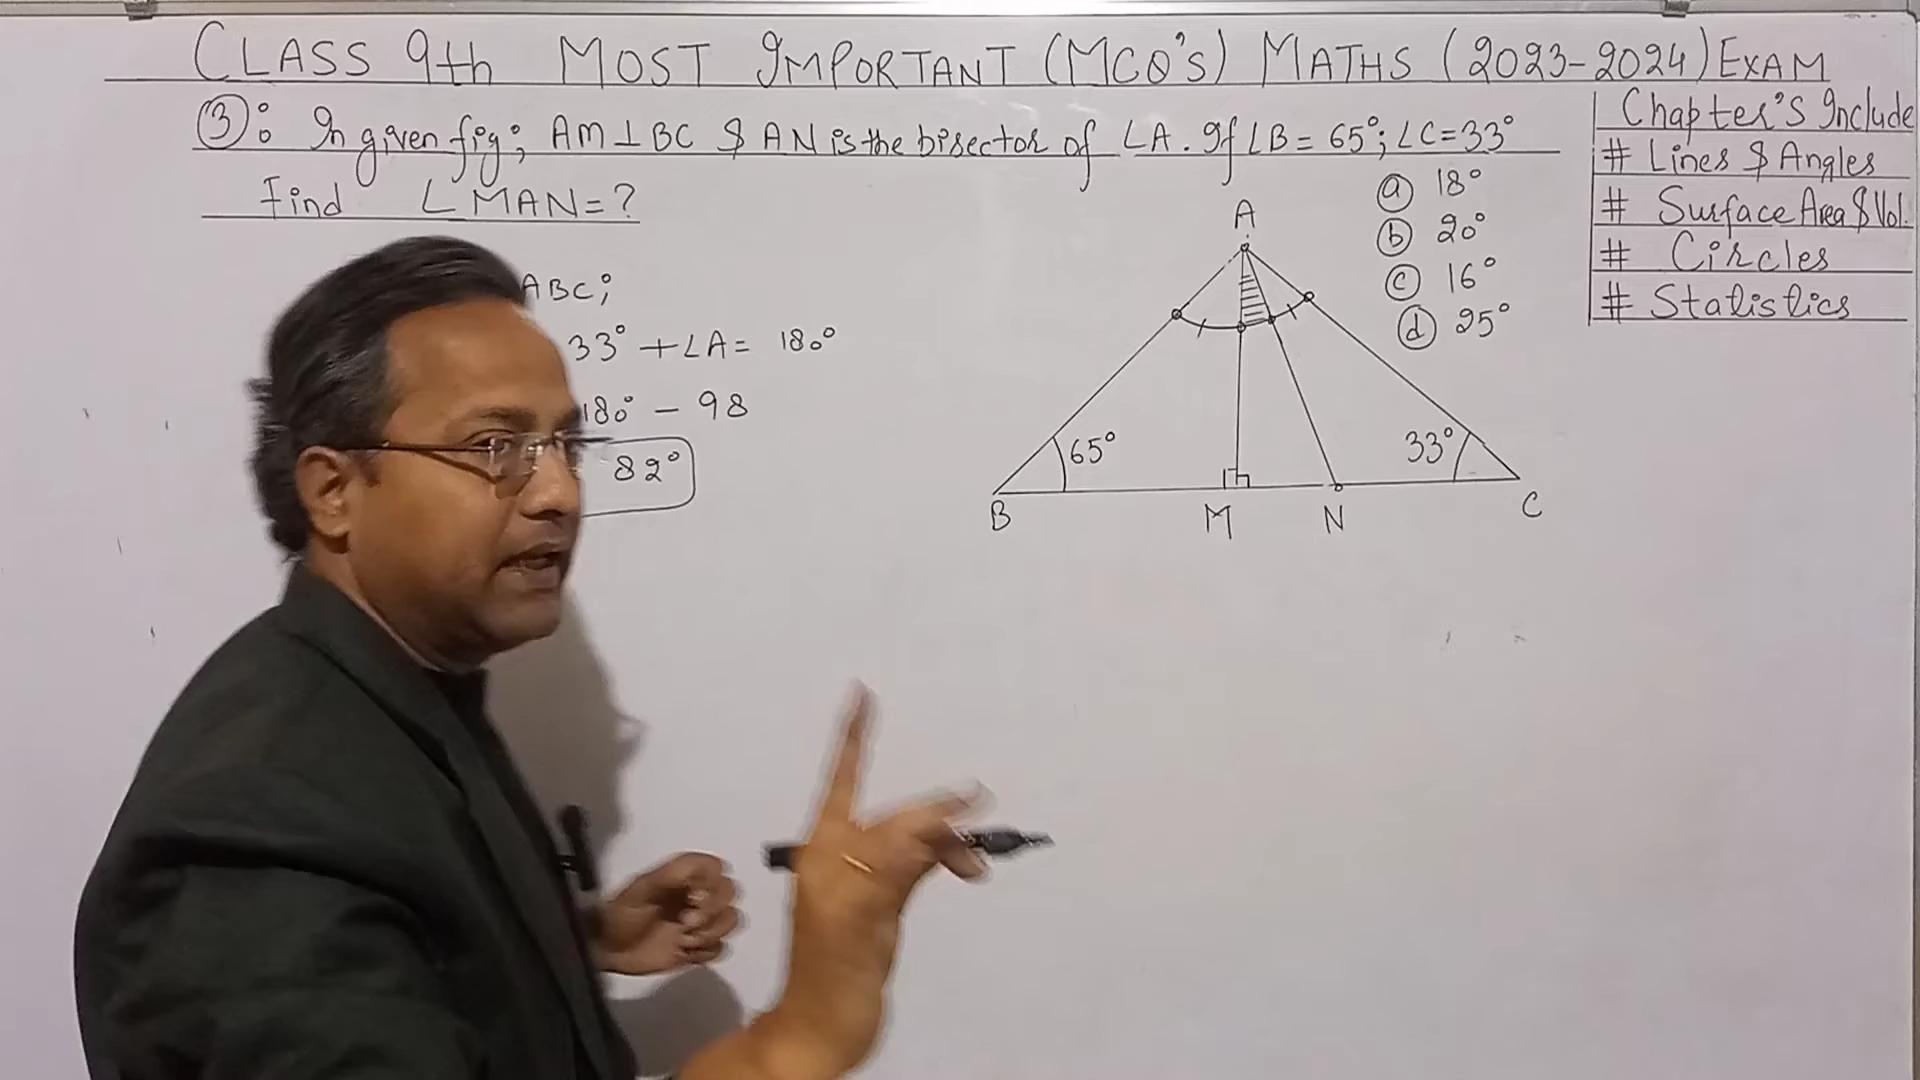 CLASS 9th MOST IMPORTANT (MCQ's) MATHS (2023-2024) EXAM
③: In given fig; AM ⊥ BC $ AN is the bisector of ∠A. If ∠B = 65°; ∠C = 33°
Find ∠MAN = ?
ABC;
33° + ∠A = 180°
180° - 98
82°
A
65°
33°
B
M
N
C
ⓐ 18°
ⓑ 20°
ⓒ 16°
ⓓ 25°
Chapter's Include
# Lines $ Angles
# Surface Area $ Vol.
# Circles
# Statistics